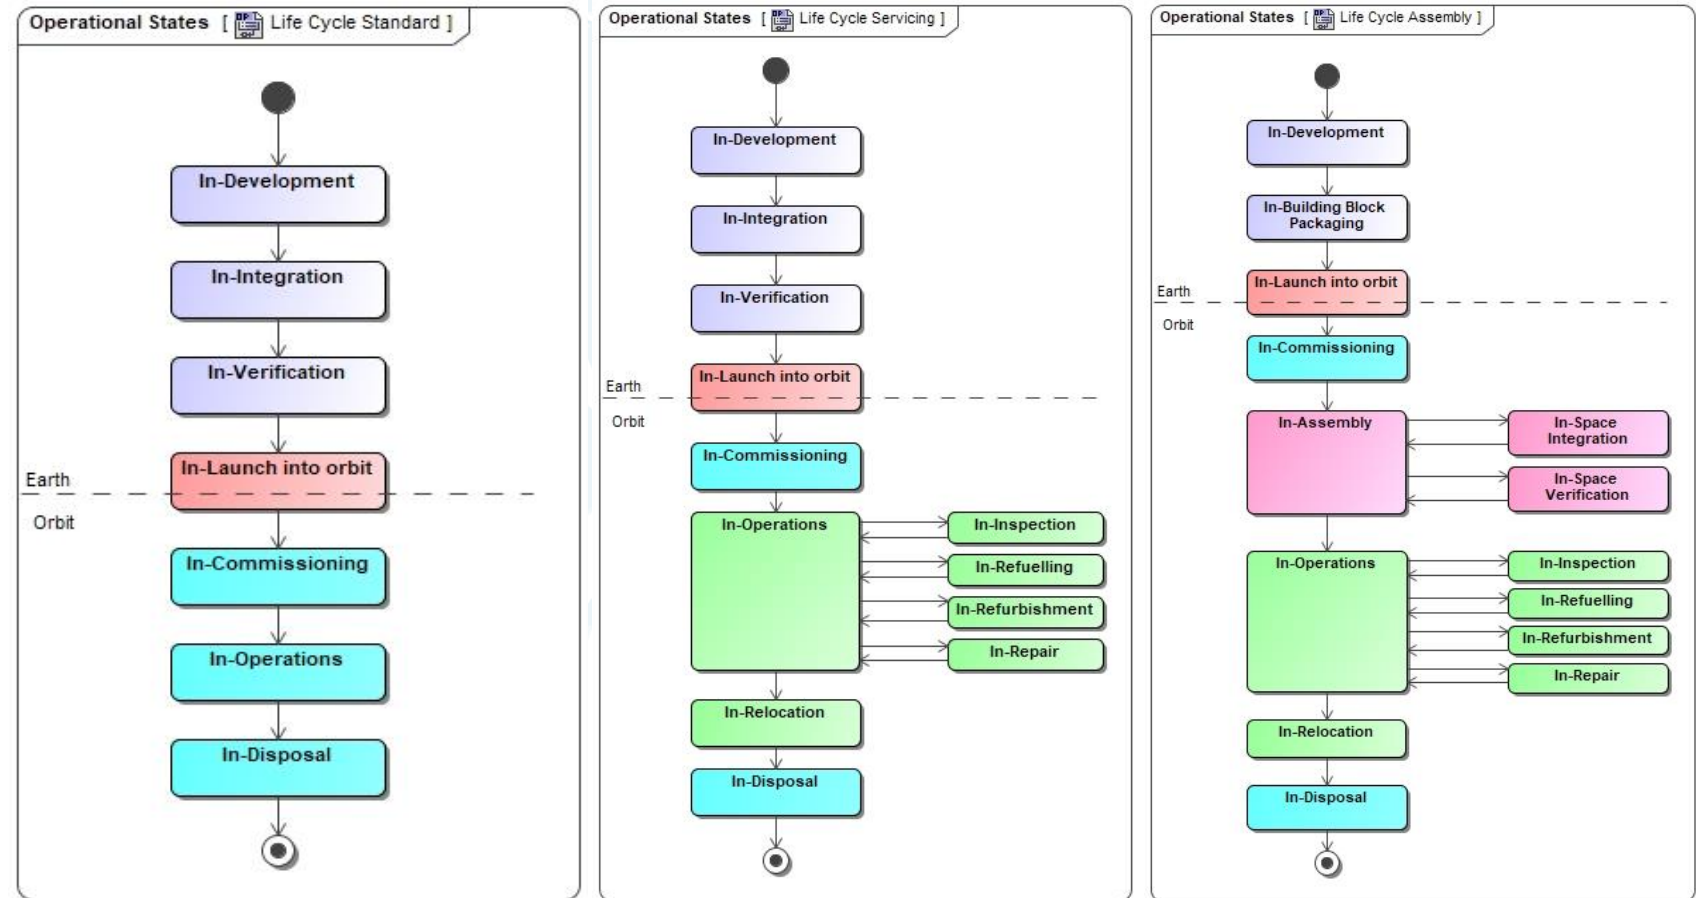 Operational States [ Life Cycle Standard ]
In-Development
In-Integration
In-Verification
In-Launch into orbit
Earth
Orbit
In-Commissioning
In-Operations
In-Disposal
Operational States [ Life Cycle Servicing ]
In-Development
In-Integration
In-Verification
In-Launch into orbit
Earth
Orbit
In-Commissioning
In-Operations
In-Inspection
In-Refuelling
In-Refurbishment
In-Repair
In-Relocation
In-Disposal
Operational States [ Life Cycle Assembly ]
In-Development
In-Building Block
Packaging
In-Launch into orbit
Earth
Orbit
In-Commissioning
In-Assembly
In-Space
Integration
In-Space
Verification
In-Operations
In-Inspection
In-Refuelling
In-Refurbishment
In-Repair
In-Relocation
In-Disposal